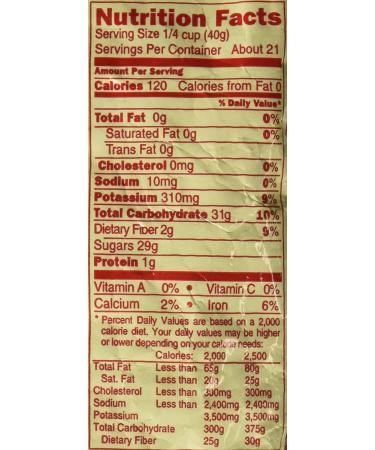 Nutrition Facts
Serving Size 1/4 cup (40g)
Servings Per Container About 21
Amount Per Serving
Calories 120 Calories from Fat 0
% Daily Value*
Total Fat 0g 0%
Saturated Fat 0g 0%
Trans Fat 0g
Cholesterol 0mg 0%
Sodium 10mg 0%
Potassium 310mg 9%
Total Carbohydrate 31g 10%
Dietary Fiber 2g 9%
Sugars 29g
Protein 1g
Vitamin A 0% • Vitamin C 0%
Calcium 2% • Iron 6%
* Percent Daily Values are based on a 2,000
calorie diet. Your daily values may be higher
or lower depending on your calorie needs:
Calories: 2,000 2,500
Total Fat Less than 65g 80g
Sat. Fat Less than 20g 25g
Cholesterol Less than 300mg 300mg
Sodium Less than 2,400mg 2,400mg
Potassium 3,500mg 3,500mg
Total Carbohydrate 300g 375g
Dietary Fiber 25g 30g